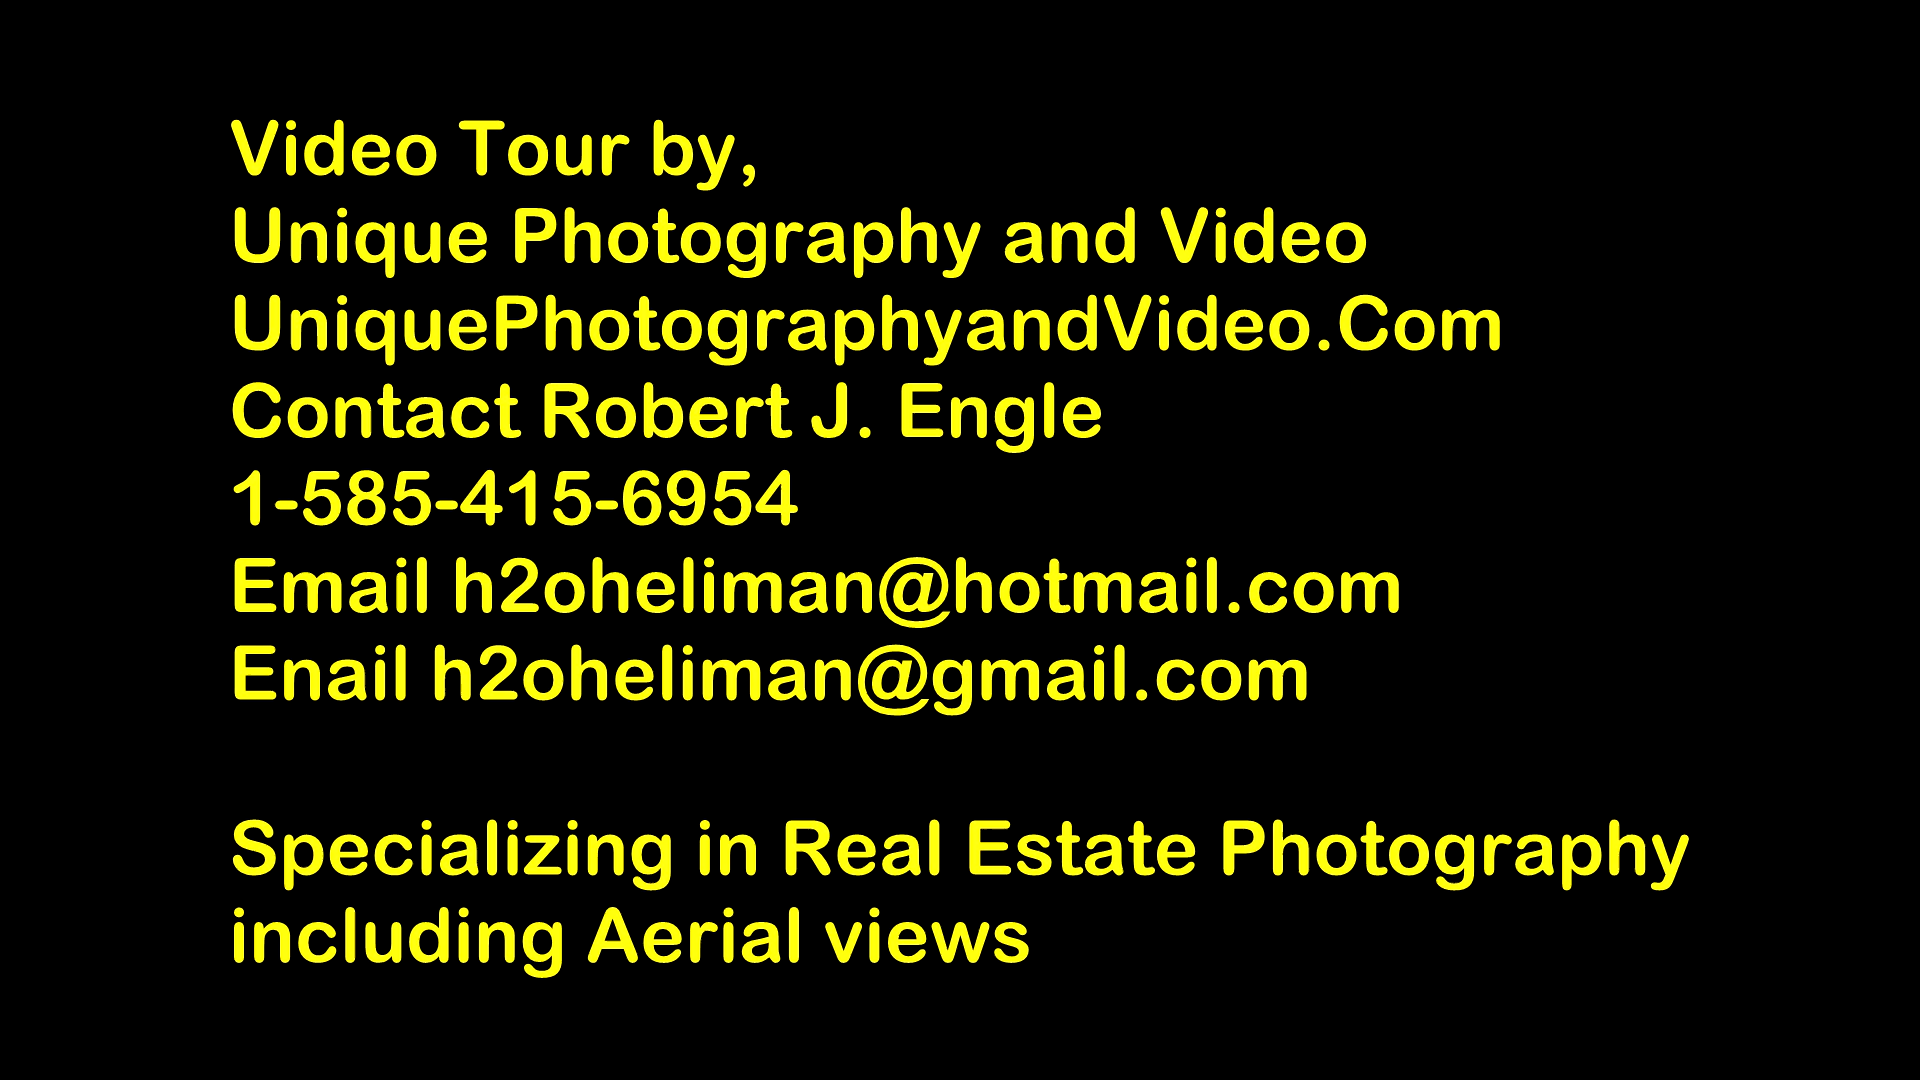 Video Tour by,
Unique Photography and Video
UniquePhotographyandVideo.Com
Contact Robert J. Engle
1-585-415-6954
Email h2oheliman@hotmail.com
Enail h2oheliman@gmail.com
Specializing in Real Estate Photography
including Aerial views